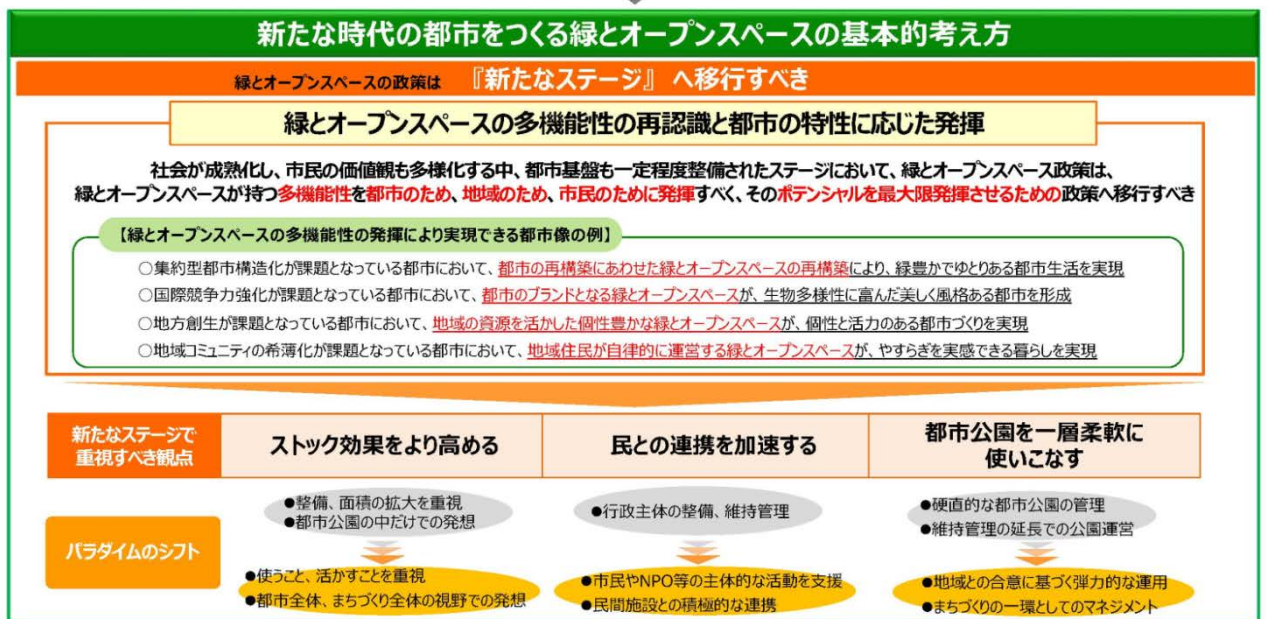 新たな時代の都市をつくる緑とオープンスペースの基本的考え方
緑とオープンスペースの政策は 『新たなステージ』 へ移行すべき
緑とオープンスペースの多機能性の再認識と都市の特性に応じた発揮
社会が成熟化し、市民の価値観も多様化する中、都市基盤も一定程度整備されたステージにおいて、緑とオープンスペース政策は、
緑とオープンスペースが持つ多機能性を都市のため、地域のため、市民のために発揮すべく、そのポテンシャルを最大限発揮させるための政策へ移行すべき
【緑とオープンスペースの多機能性の発揮により実現できる都市像の例】
○集約型都市構造化が課題となっている都市において、都市の再構築にあわせた緑とオープンスペースの再構築により、緑豊かでゆとりある都市生活を実現
○国際競争力強化が課題となっている都市において、都市のブランドとなる緑とオープンスペースが、生物多様性に富んだ美しく風格ある都市を形成
○地方創生が課題となっている都市において、地域の資源を活かした個性豊かな緑とオープンスペースが、個性と活力のある都市づくりを実現
○地域コミュニティの希薄化が課題となっている都市において、地域住民が自律的に運営する緑とオープンスペースが、やすらぎを実感できる暮らしを実現
新たなステージで
重視すべき観点
ストック効果をより高める
民との連携を加速する
都市公園を一層柔軟に
使いこなす
パラダイムのシフト
●整備、面積の拡大を重視
●都市公園の中だけでの発想
●使うこと、活かすことを重視
●都市全体、まちづくり全体の視野での発想
●行政主体の整備、維持管理
●市民やNPO等の主体的な活動を支援
●民間施設との積極的な連携
●硬直的な都市公園の管理
●維持管理の延長での公園運営
●地域との合意に基づく弾力的な運用
●まちづくりの一環としてのマネジメント